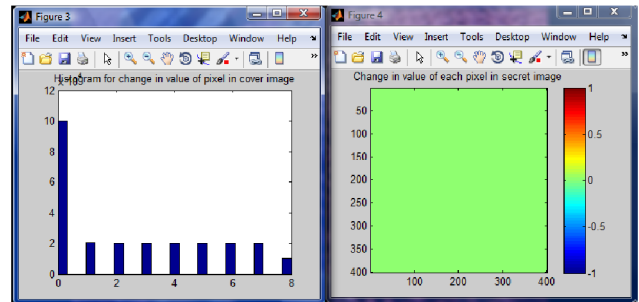 Figure 3
File Edit View Insert Tools Desktop Window Help
Histogram for change in value of pixel in cover image
12
10
8
6
4
2
0
0 2 4 6 8
Figure 4
File Edit View Insert Tools Desktop Window Help
Change in value of each pixel in secret image
50
100
150
200
250
300
350
400
100 200 300 400
1
0.5
0
-0.5
-1